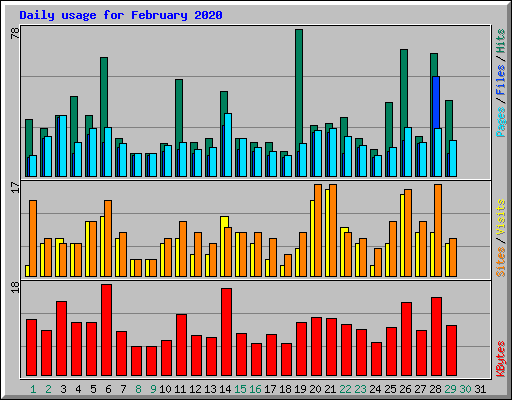 Daily usage for February 2020
78
Pages / Files / Hits
17
Sites / Visits
18
KBytes
1 2 3 4 5 6 7 8 9 10 11 12 13 14 15 16 17 18 19 20 21 22 23 24 25 26 27 28 29 30 31